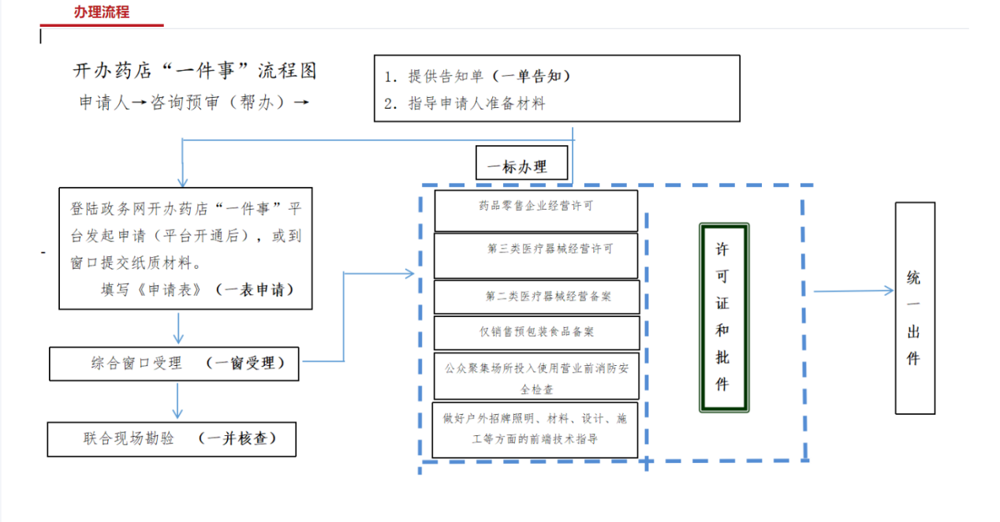 办理流程
开办药店“一件事”流程图
申请人→咨询预审（帮办）→
1. 提供告知单（一单告知）
2. 指导申请人准备材料
一标办理
登陆政务网开办药店“一件事”平
台发起申请（平台开通后），或到
窗口提交纸质材料。
填写《申请表》（一表申请）
综合窗口受理 （一窗受理）
联合现场勘验 （一并核查）
药品零售企业经营许可
第三类医疗器械经营许可
第二类医疗器械经营备案
仅销售预包装食品备案
公众聚集场所投入使用营业前消防安
全检查
做好户外招牌照明、材料、设计、施
工等方面的前端技术指导
许
可
证
和
批
件
统
一
出
件